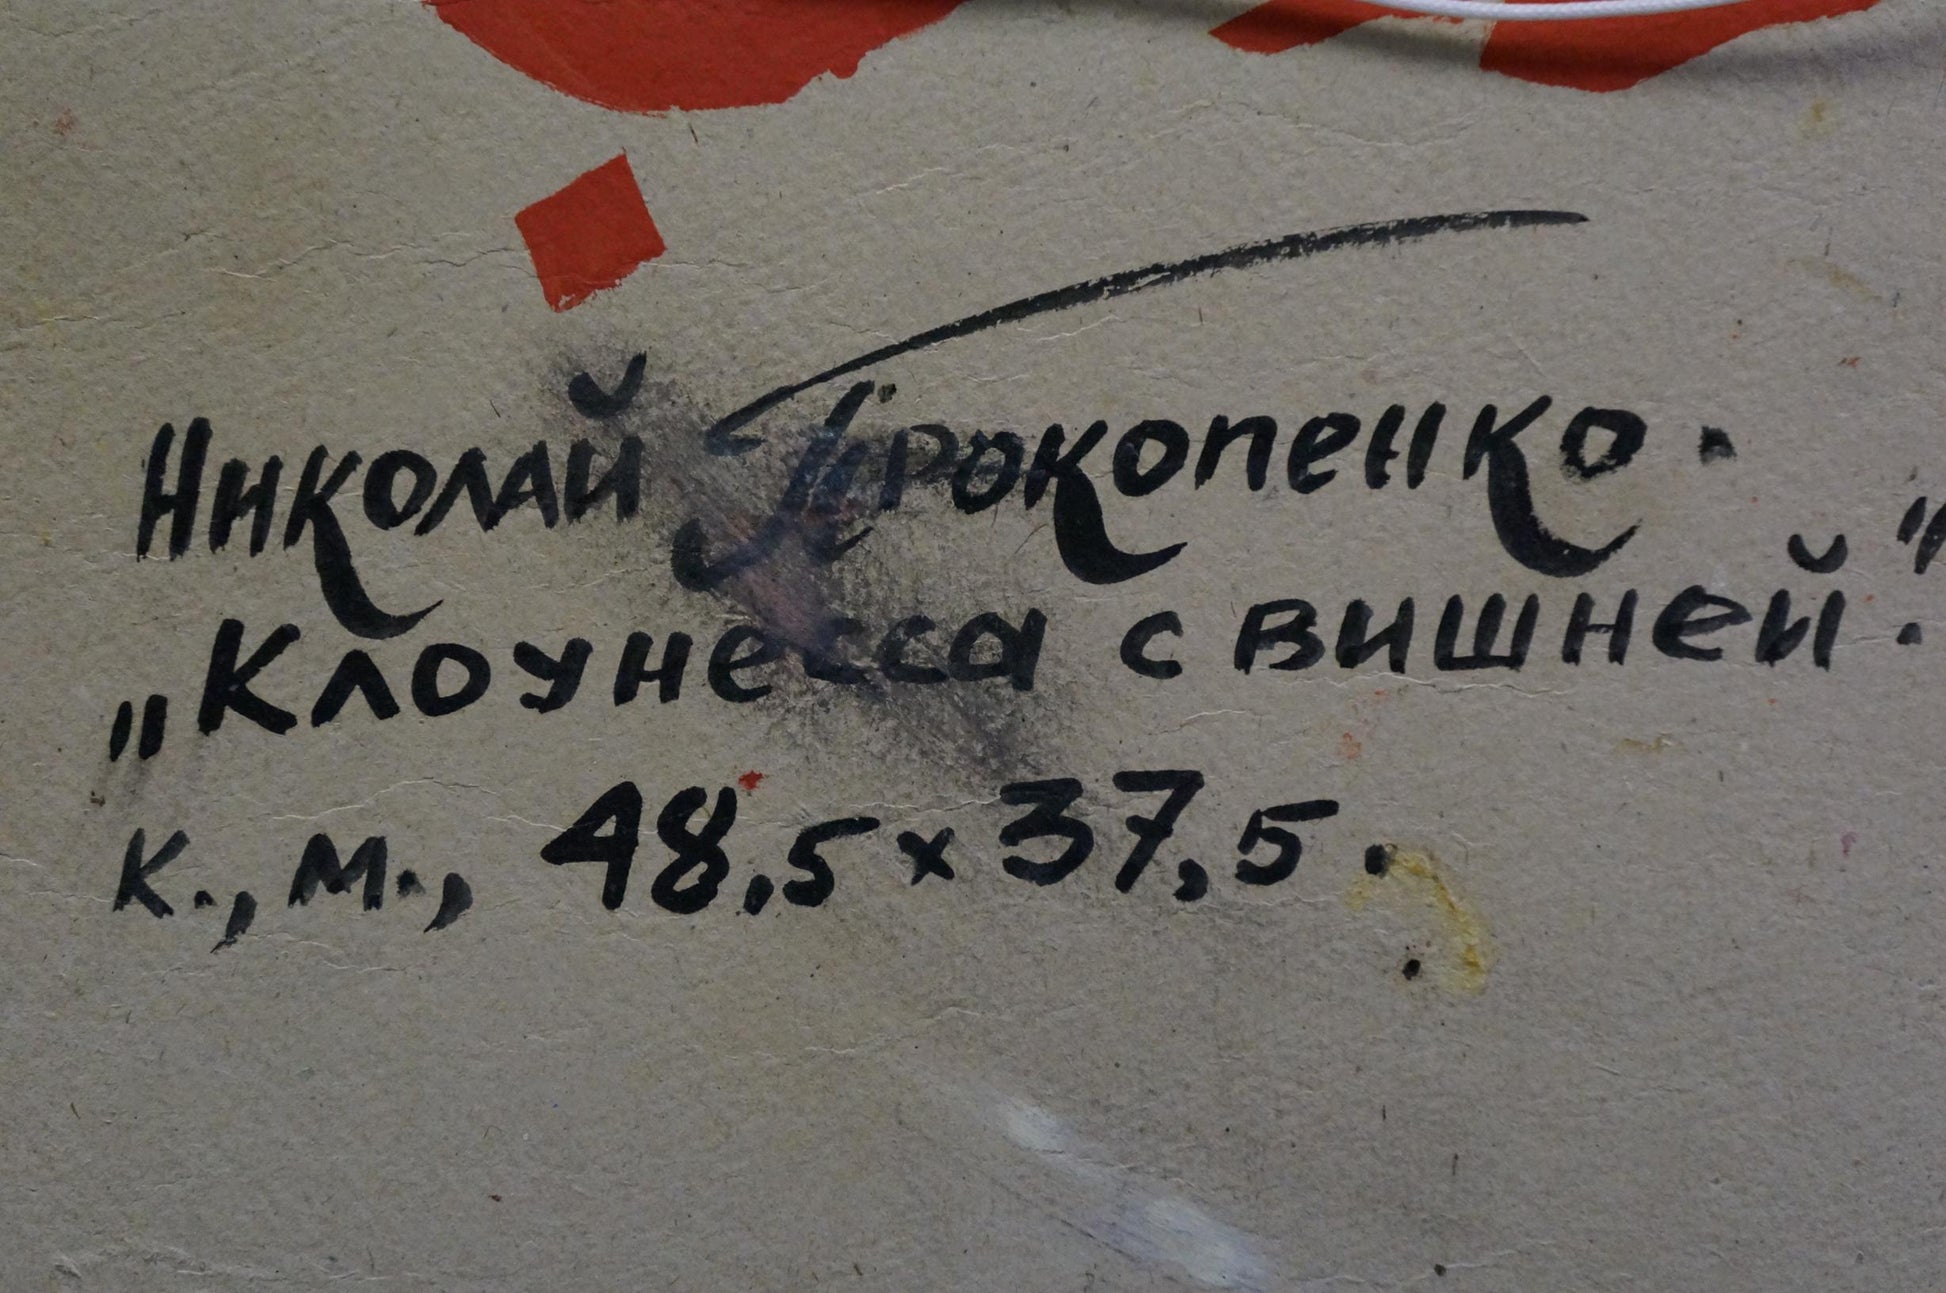 Николай Прокопенко.
„Клоунесса с вишней".
к., м., 48,5 x 37,5.